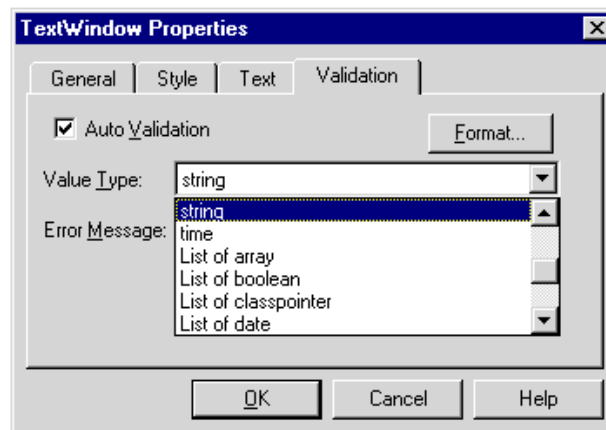 TextWindow Properties
General Style Text Validation
Auto Validation Format...
Value Type: string
string
Error Message: time
List of array
List of boolean
List of classpointer
List of date
OK Cancel Help